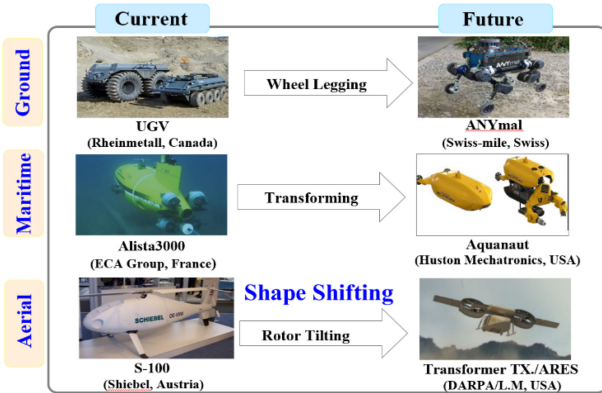 Current
Future
Ground
Wheel Legging
ANYmal
UGV
(Rheinmetall, Canada)
ANYmal
(Swiss-mile, Swiss)
Maritime
Transforming
Alista3000
(ECA Group, France)
Aquanaut
(Huston Mechatronics, USA)
Aerial
Shape Shifting
SCHIEBEL
Rotor Tilting
S-100
(Shiebel, Austria)
Transformer TX./ARES
(DARPA/L.M, USA)